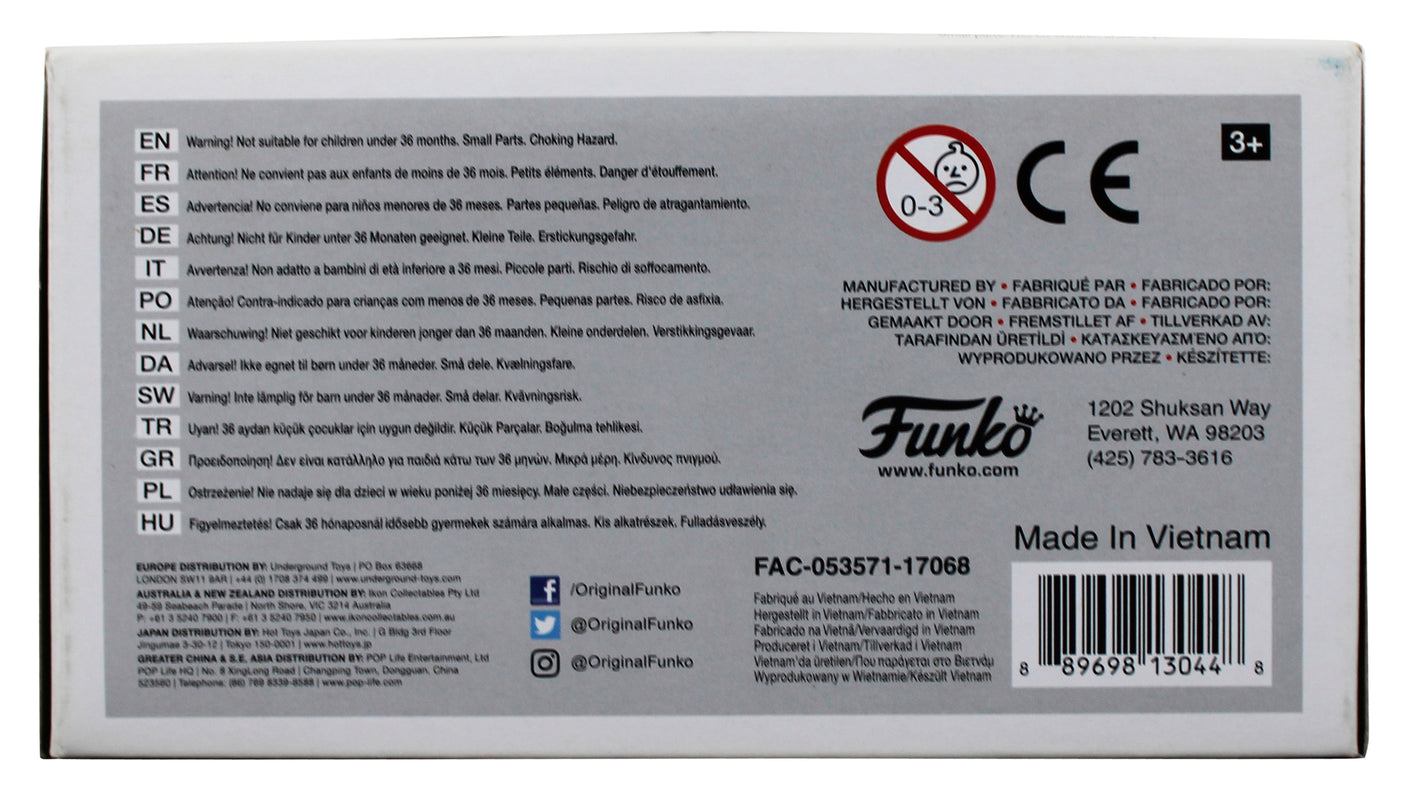 EN Warning! Not suitable for children under 36 months. Small Parts. Choking Hazard.
FR Attention! Ne convient pas aux enfants de moins de 36 mois. Petits éléments. Danger d'étouffement.
ES Advertencia! No conviene para niños menores de 36 meses. Partes pequeñas. Peligro de atragantamiento.
DE Achtung! Nicht für Kinder unter 36 Monaten geeignet. Kleine Teile. Erstickungsgefahr.
IT Avvertenza! Non adatto a bambini di età inferiore a 36 mesi. Piccole parti. Rischio di soffocamento.
PO Atenção! Contra-indicado para crianças com menos de 36 meses. Pequenas partes. Risco de asfixia.
NL Waarschuwing! Niet geschikt voor kinderen jonger dan 36 maanden. Kleine onderdelen. Verstikkingsgevaar.
DA Advarsel! Ikke egnet til børn under 36 måneder. Små dele. Kvælningsfare.
SW Varning! Inte lämplig för barn under 36 månader. Små delar. Kvävningsrisk.
TR Uyarı! 36 aydan küçük çocuklar için uygun değildir. Küçük Parçalar. Boğulma tehlikesi.
GR Προειδοποίηση! Δεν είναι κατάλληλο για παιδιά κάτω των 36 μηνών. Μικρά μέρη. Κίνδυνος πνιγμού.
PL Ostrzeżenie! Nie nadaje się dla dzieci w wieku poniżej 36 miesięcy. Małe części. Niebezpieczeństwo udławienia się.
HU Figyelmeztetés! Csak 36 hónaposnál idősebb gyermekek számára alkalmas. Kis alkatrészek. Fulladásveszély.
0-3
CE
3+
MANUFACTURED BY • FABRIQUÉ PAR • FABRICADO POR:
HERGESTELLT VON • FABBRICATO DA • FABRICADO POR:
GEMAAKT DOOR • FREMSTILLET AF • TILLVERKAD AV:
TARAFINDAN ÜRETİLDİ • ΚΑΤΑΣΚΕΥΑΣΜΈΝΟ ΑΠΌ:
WYPRODUKOWANO PRZEZ • KÉSZÍTETTE:
Funko
www.funko.com
1202 Shuksan Way
Everett, WA 98203
(425) 783-3616
EUROPE DISTRIBUTION BY: Underground Toys | PO Box 63668
LONDON SW11 9AR | +44 (0) 1708 374 499 | www.underground-toys.com
AUSTRALIA & NEW ZEALAND DISTRIBUTION BY: Ikon Collectables Pty Ltd
49-59 Seabeach Parade | North Shore, VIC 3214 Australia
P: +61 3 5240 7900 | F: +61 3 5240 7950 | www.ikoncollectables.com.au
JAPAN DISTRIBUTION BY: Hot Toys Japan Co., Inc. | G Bldg 3rd Floor
Jingumae 3-30-12 | Tokyo 150-0001 | www.hottoys.jp
GREATER CHINA & S.E. ASIA DISTRIBUTION BY: POP Life Entertainment, Ltd
POP Life HQ | No. 8 XingLong Road | Changping Town, Dongguan, China
523560 | Telephone: (86) 769 8339-8588 | www.pop-life.com
/OriginalFunko
@OriginalFunko
@OriginalFunko
FAC-053571-17068
Fabriqué au Vietnam/Hecho en Vietnam
Hergestellt in Vietnam/Fabbricato in Vietnam
Fabricado na Vietnã/Vervaardigd in Vietnam
Produceret i Vietnam/Tillverkad i Vietnam
Vietnam'da üretilen/Που παράγεται στο Βιετνάμ
Wyprodukowany w Wietnamie/Készült Vietnam
Made In Vietnam
8 89698 13044 8